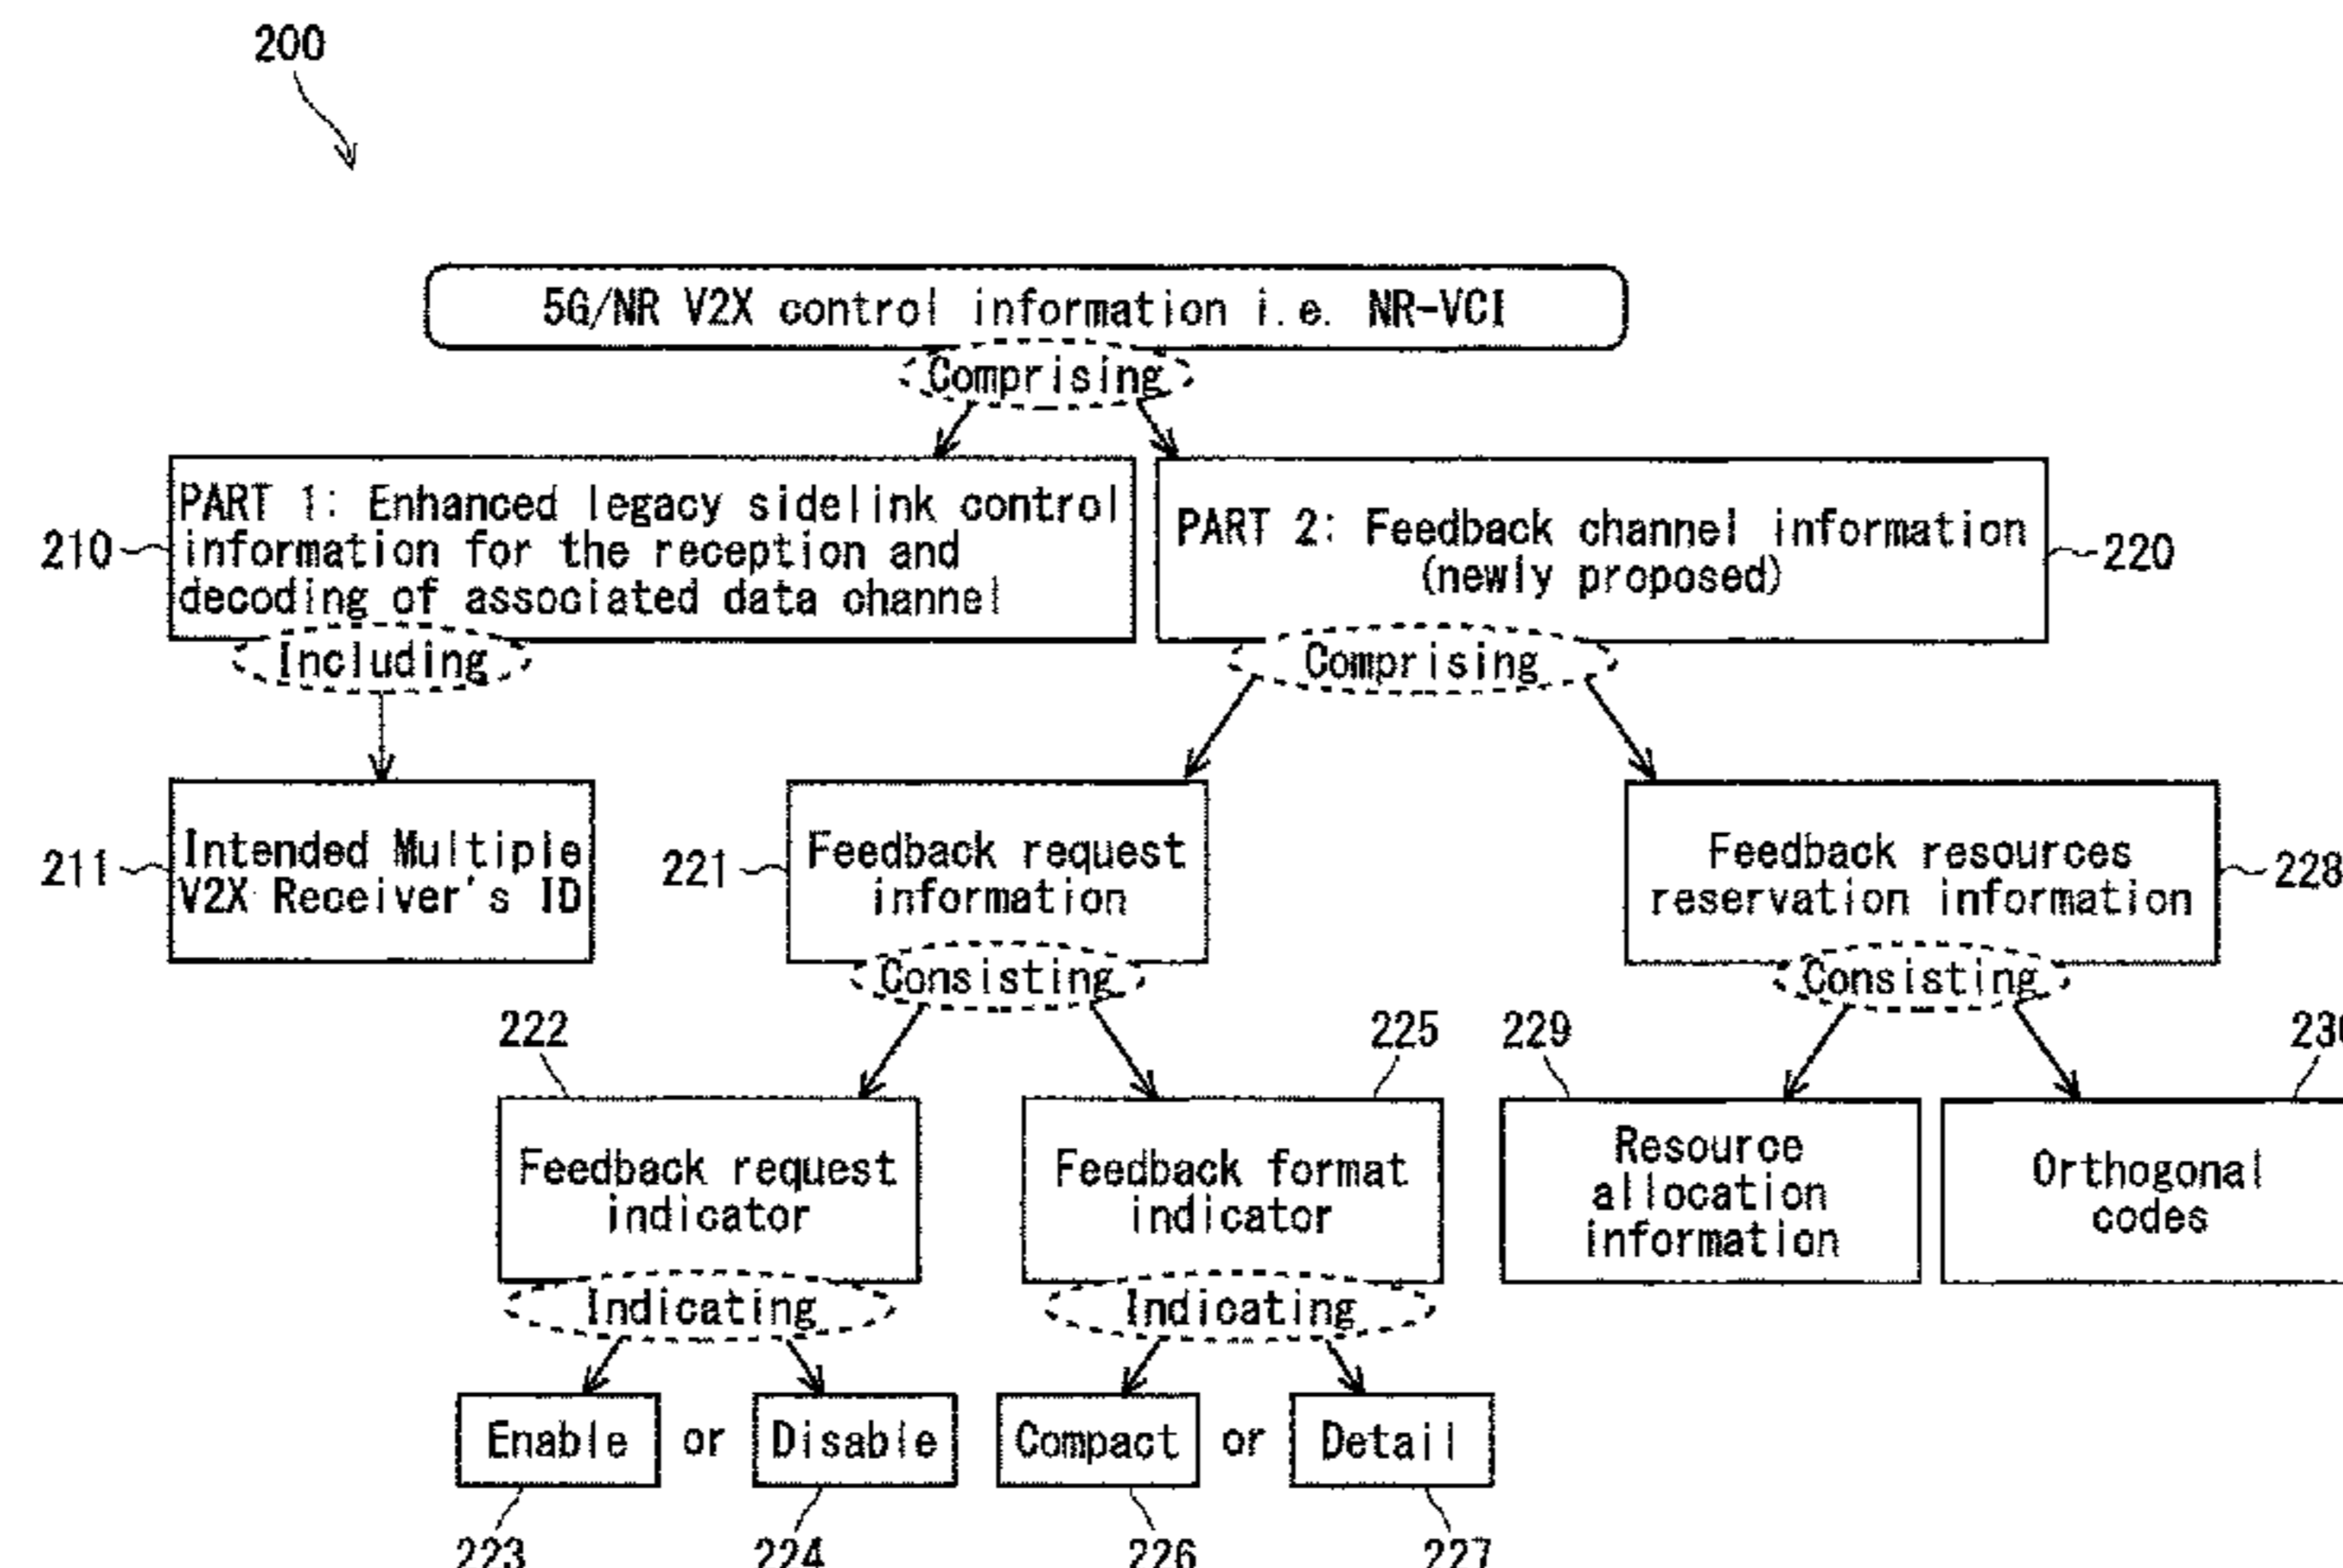 200
5G/NR V2X control information i.e. NR-VCI
Comprising
PART 1: Enhanced legacy sidelink control
information for the reception and
decoding of associated data channel
210
PART 2: Feedback channel information
(newly proposed)
220
Including
Comprising
211
Intended Multiple
V2X Receiver's ID
221
Feedback request
information
Feedback resources
reservation information
228
Consisting
Consisting
222
225
229
230
Feedback request
indicator
Feedback format
indicator
Resource
allocation
information
Orthogonal
codes
Indicating
Indicating
Enable or Disable
Compact or Detail
223
224
226
227